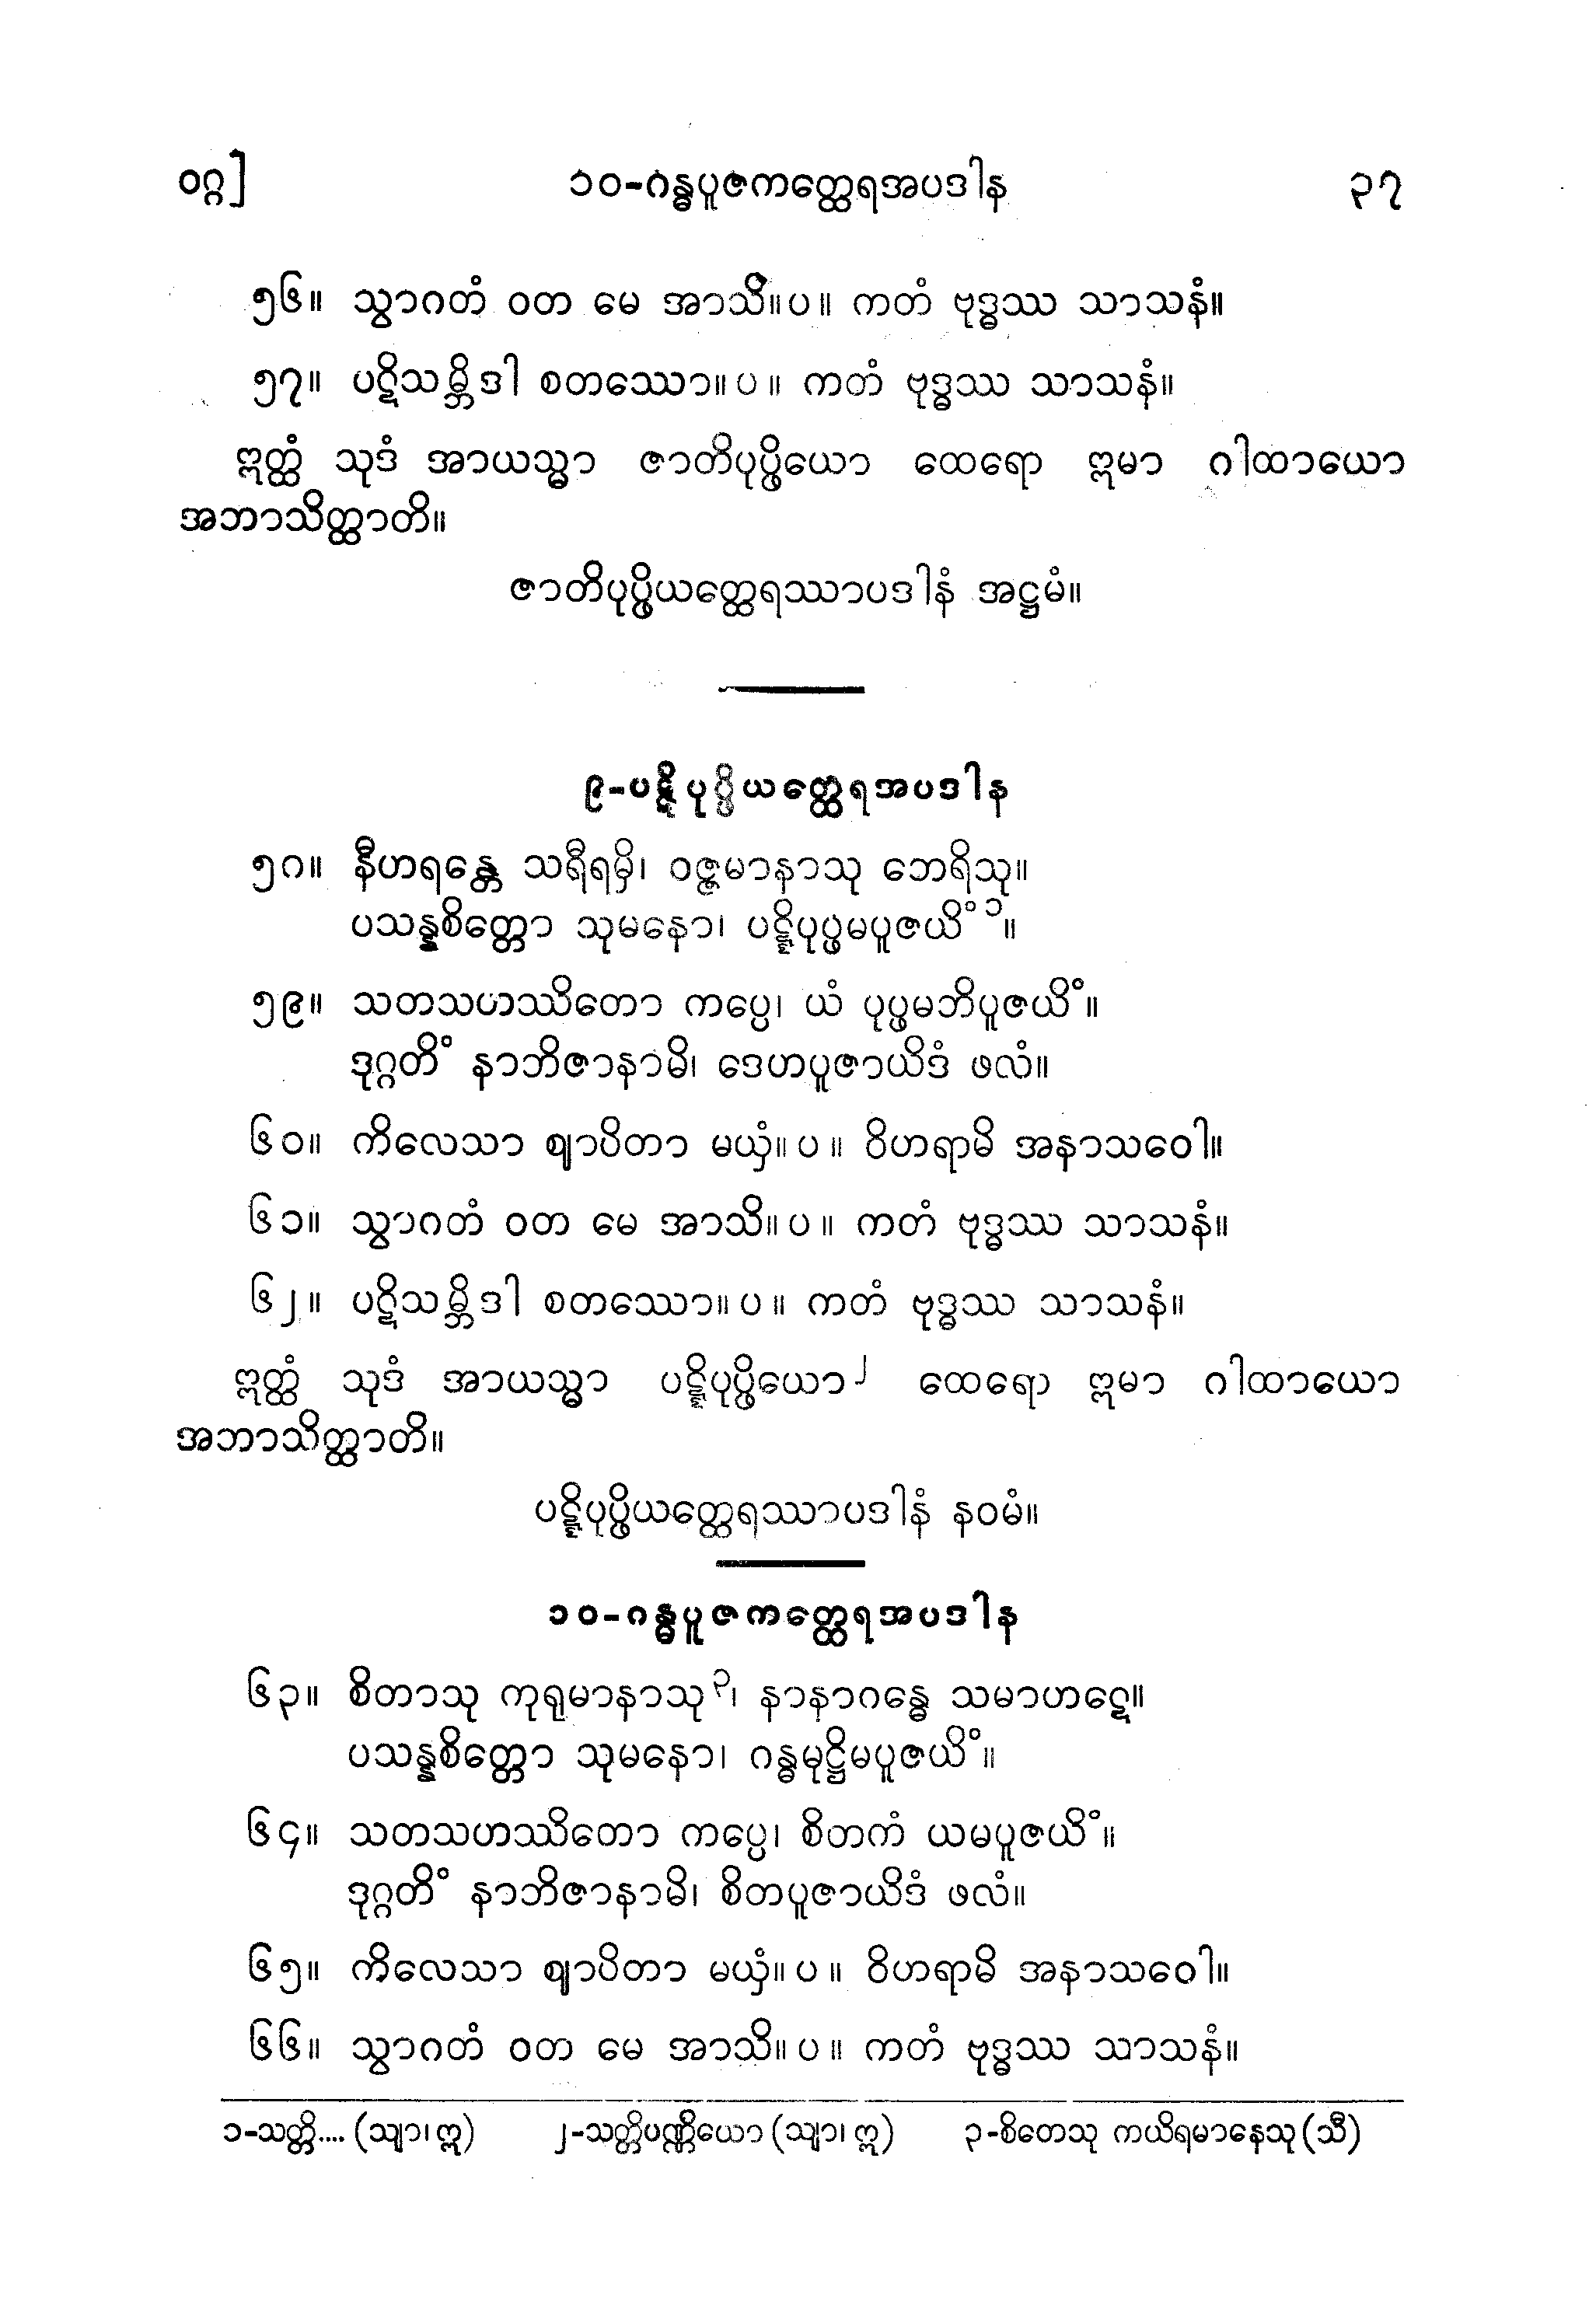 ဝဂ္ဂ]
၁၀-ဂန္ဓပူဇကတ္ထေရအပဒါန
၃၇
၅၆။ သွာဂတံ ဝတ မေ အာသိ။ပ။ ကတံ ဗုဒ္ဓဿ သာသနံ။
၅၇။ ပဋိသမ္ဘိဒါ စတဿော။ပ။ ကတံ ဗုဒ္ဓဿ သာသနံ။
ဣတ္ထံ သုဒံ အာယသ္မာ ဇာတိပုပ္ဖိယော ထေရော ဣမာ ဂါထာယော
အဘာသိတ္ထာတိ။
ဇာတိပုပ္ဖိယတ္ထေရဿာပဒါနံ အဋ္ဌမံ။
၉-ပဋ္ဋိပုပ္ဖိယတ္ထေရအပဒါန
၅၈။ နီဟရန္တေ သရီရမှိ၊ ဝဇ္ဇမာနာသု ဘေရိသု။
ပသန္နစိတ္တော သုမနော၊ ပဋ္ဋိပုပ္ဖမပူဇယိံ ၁။
၅၉။ သတသဟဿိတော ကပ္ပေ၊ ယံ ပုပ္ဖမဘိပူဇယိံ။
ဒုဂ္ဂတိံ နာဘိဇာနာမိ၊ ဒေဟပူဇာယိဒံ ဖလံ။
၆၀။ ကိလေသာ ဈာပိတာ မယှံ။ပ။ ဝိဟရာမိ အနာသဝေါ။
၆၁။ သွာဂတံ ဝတ မေ အာသိ။ပ။ ကတံ ဗုဒ္ဓဿ သာသနံ။
၆၂။ ပဋိသမ္ဘိဒါ စတဿော။ပ။ ကတံ ဗုဒ္ဓဿ သာသနံ။
ဣတ္ထံ သုဒံ အာယသ္မာ ပဋ္ဋိပုပ္ဖိယော၂ ထေရော ဣမာ ဂါထာယော
အဘာသိတ္ထာတိ။
ပဋ္ဋိပုပ္ဖိယတ္ထေရဿာပဒါနံ နဝမံ။
၁၀-ဂန္ဓပူဇကတ္ထေရအပဒါန
၆၃။ စိတာသု ကုရုမာနာသု၃၊ နာနာဂန္ဓေ သမာဟဋေ။
ပသန္နစိတ္တော သုမနော၊ ဂန္ဓမုဋ္ဌိမပူဇယိံ။
၆၄။ သတသဟဿိတော ကပ္ပေ၊ စိတကံ ယမပူဇယိံ။
ဒုဂ္ဂတိံ နာဘိဇာနာမိ၊ စိတပူဇာယိဒံ ဖလံ။
၆၅။ ကိလေသာ ဈာပိတာ မယှံ။ပ။ ဝိဟရာမိ အနာသဝေါ။
၆၆။ သွာဂတံ ဝတ မေ အာသိ။ပ။ ကတံ ဗုဒ္ဓဿ သာသနံ။
၁-သတ္တိ.... (သျာ၊ ဣ) ၂-သတ္တိပဏ္ဏိယော (သျာ၊ ဣ) ၃-စိတေသု ကယိရမာနေသု (သီ)